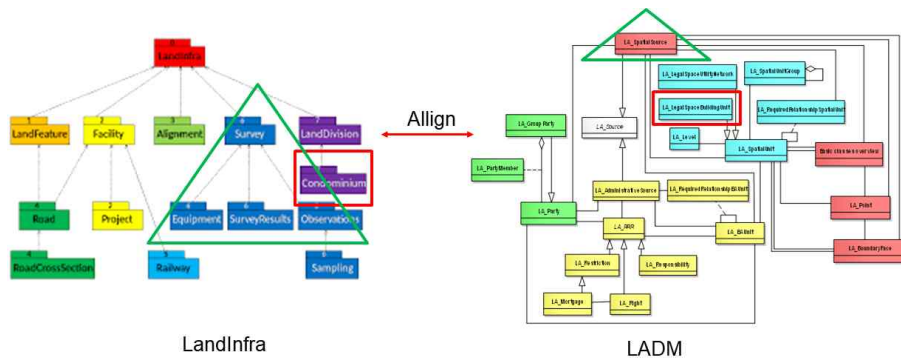 LandInfra
LandFeature
Facility
Alignment
Survey
LandDivision
Condominium
Road
Project
Equipment
SurveyResults
Observations
RoadCrossSection
Railway
Sampling
LandInfra
Allign
LA_SpatialSource
LA_LegalSpaceUtilityNetwork
LA_SpatialUnitGroup
LA_LegalSpaceBuildingUnit
LA_RequiredRelationshipSpatialUnit
LA_Source
LA_GroupParty
LA_Level
LA_SpatialUnit
LA_PartyMember
LA_AdministrativeSource
LA_RequiredRelationshipBAUnit
LA_Point
LA_Party
LA_RRR
LA_BAUnit
LA_BoundaryFace
LA_Restriction
LA_Responsibility
LA_Mortgage
LA_Right
LADM